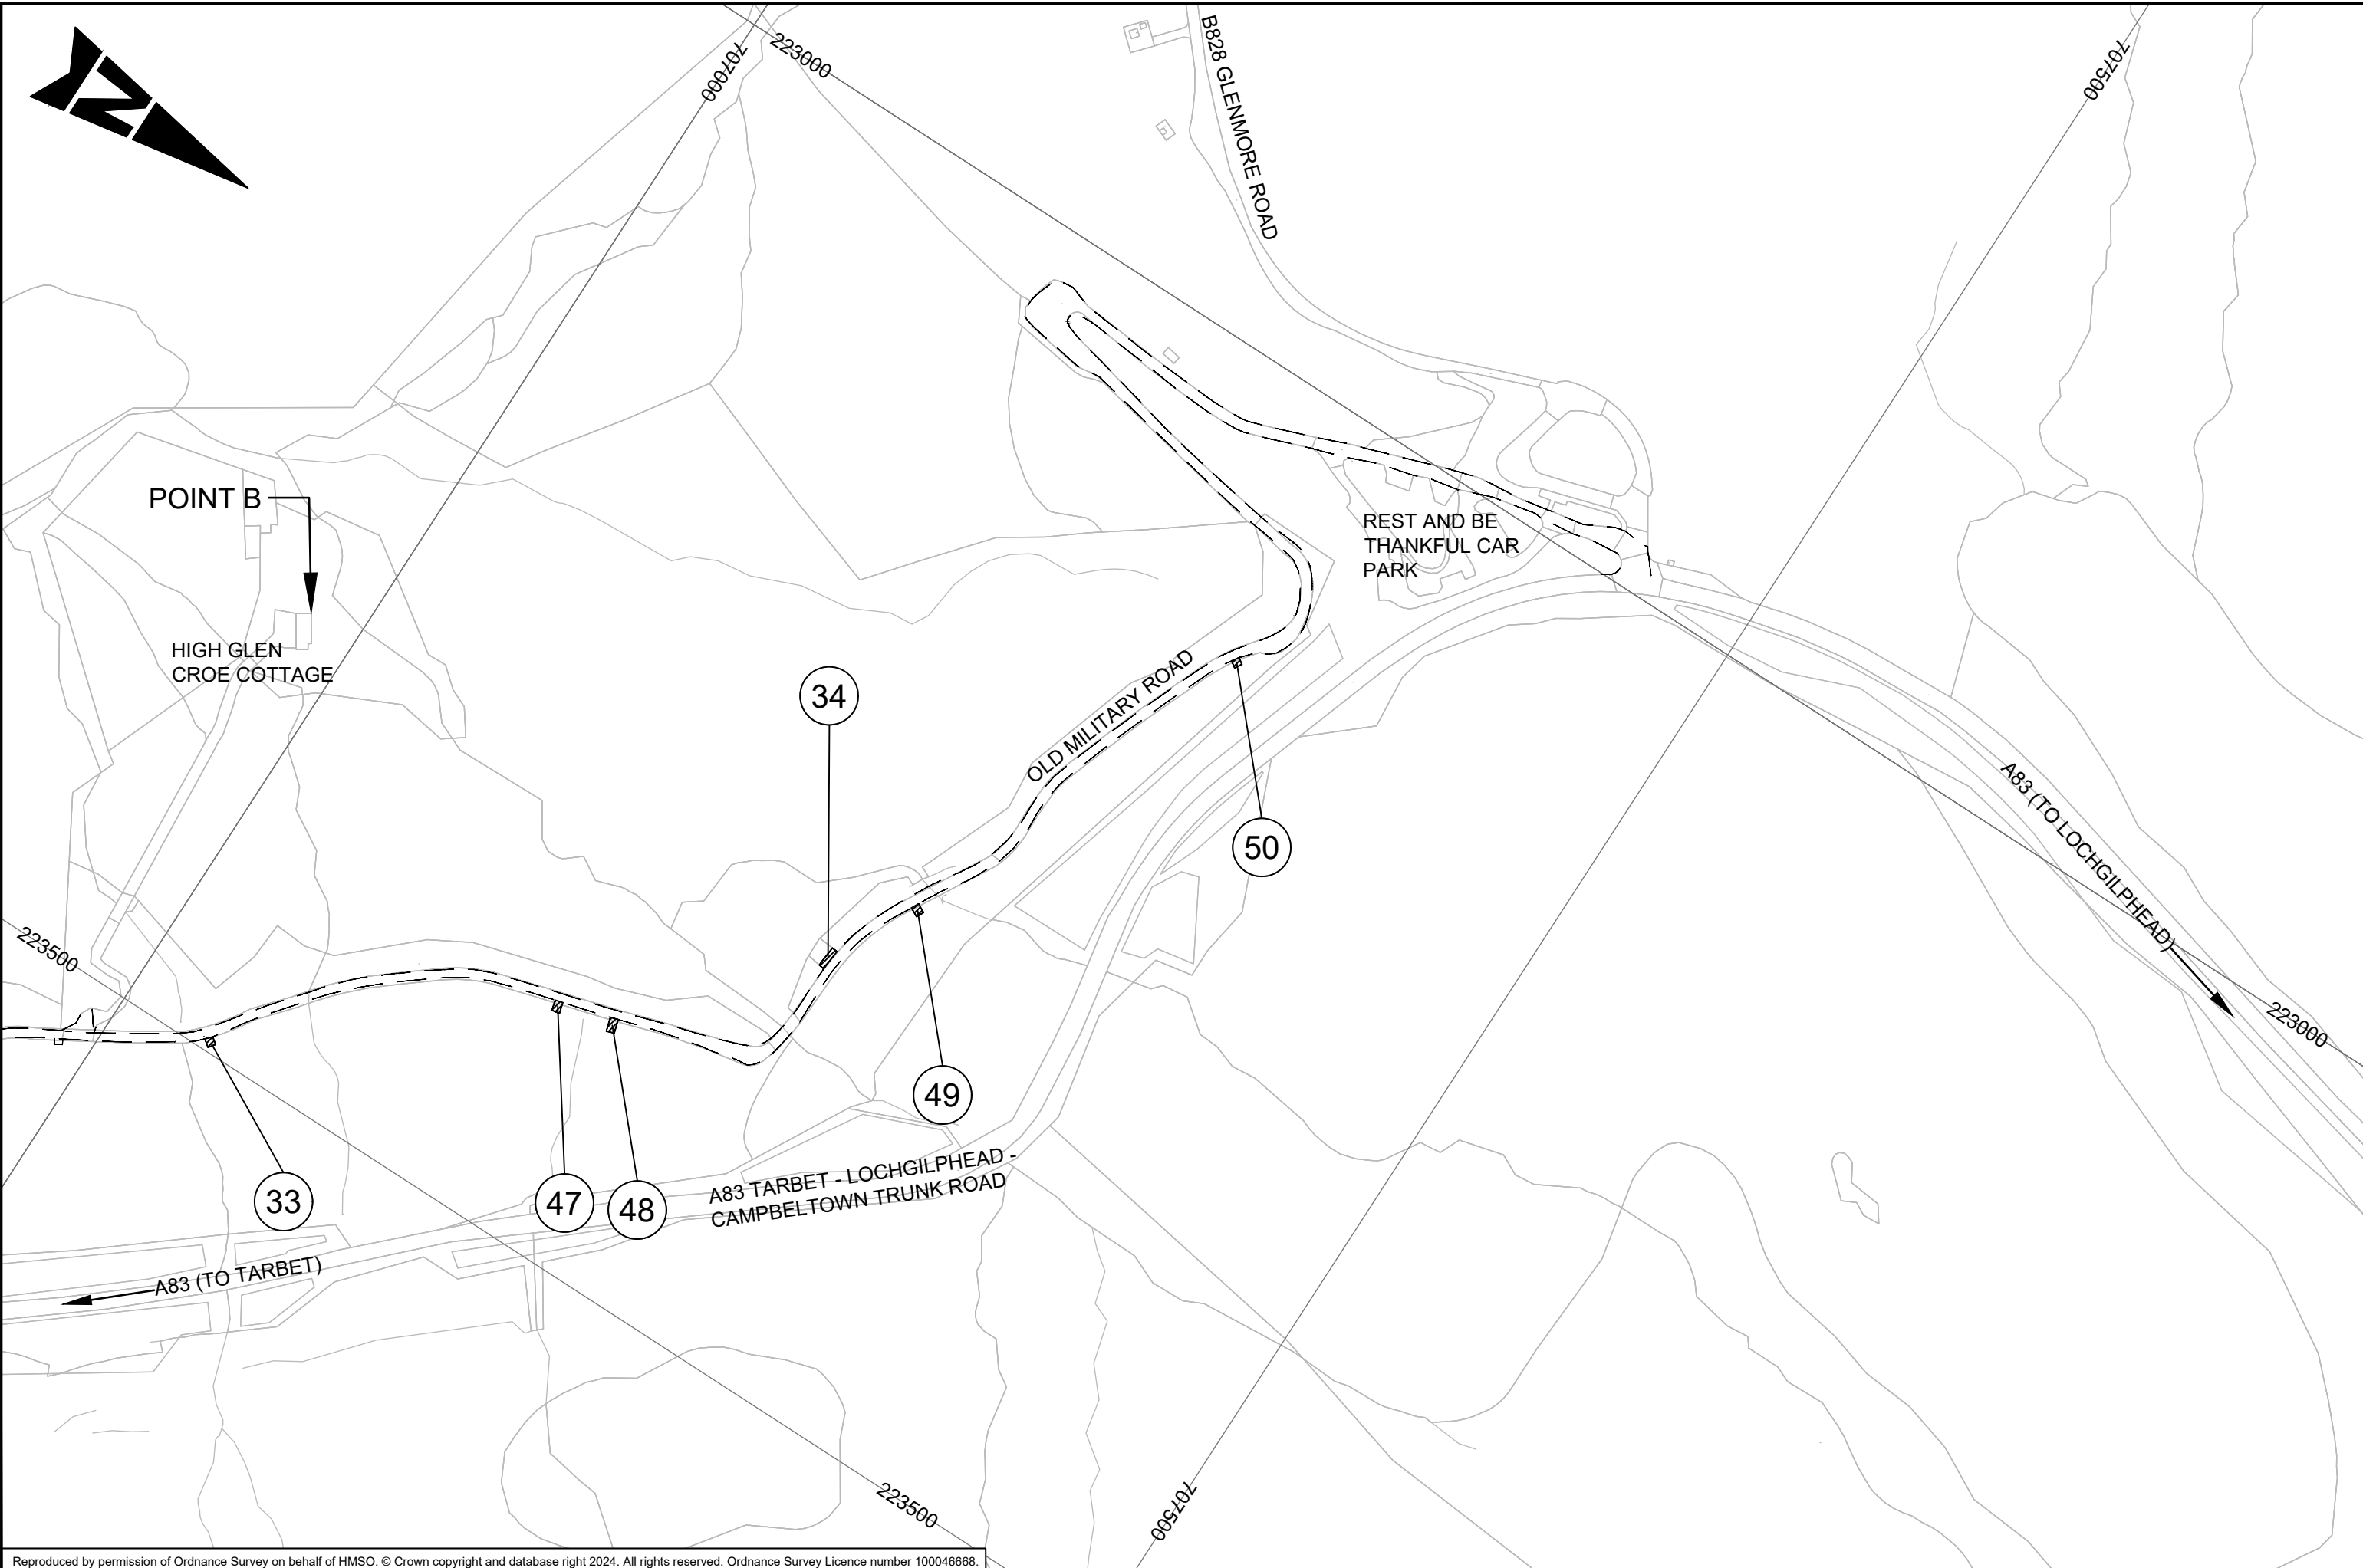 N
707000
223000
B828 GLENMORE ROAD
707500
POINT B
REST AND BE
THANKFUL CAR
PARK
HIGH GLEN
CROE COTTAGE
34
OLD MILITARY ROAD
50
A83 (TO LOCHGILPHEAD)
223500
223000
49
33
47
48
A83 TARBET - LOCHGILPHEAD -
CAMPBELTOWN TRUNK ROAD
A83 (TO TARBET)
223500
707500
Reproduced by permission of Ordnance Survey on behalf of HMSO. © Crown copyright and database right 2024. All rights reserved. Ordnance Survey Licence number 100046668.